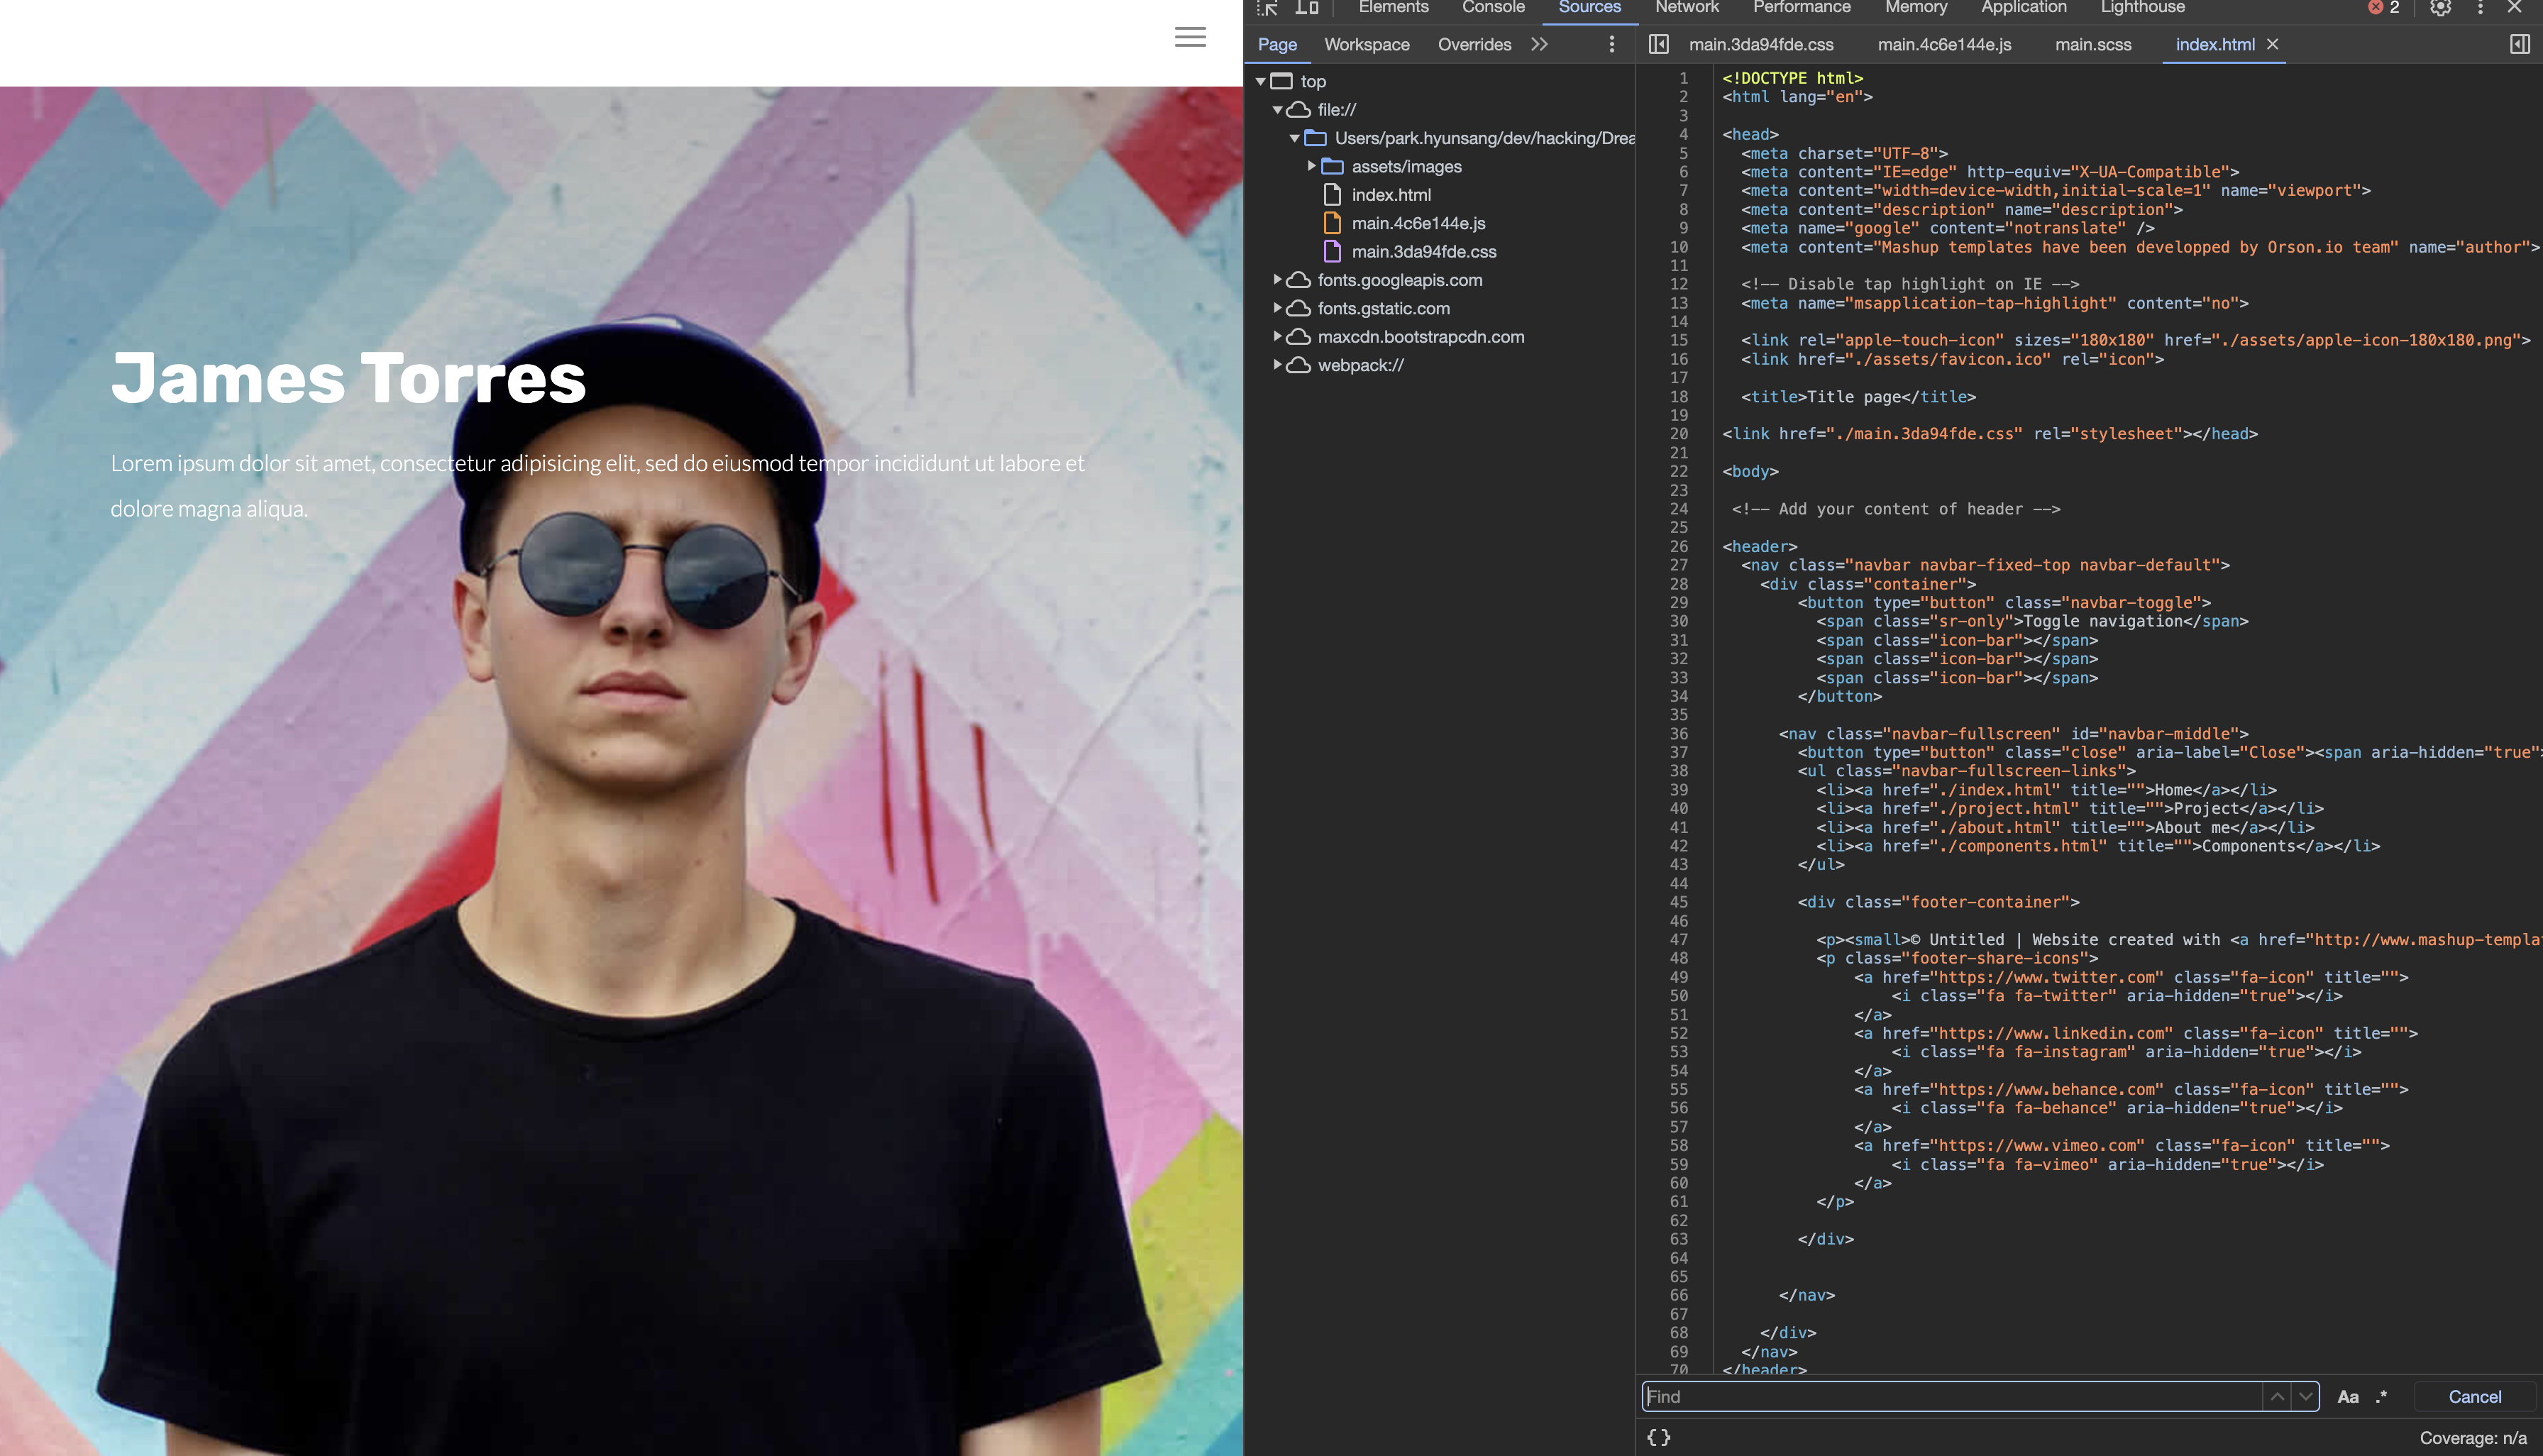 James Torres
Lorem ipsum dolor sit amet, consectetur adipisicing elit, sed do eiusmod tempor incididunt ut labore et
dolore magna aliqua.
Elements Console Sources Network Performance Memory Application Lighthouse 2
Page Workspace Overrides
top
file://
Users/park.hyunsang/dev/hacking/Drea
assets/images
index.html
main.4c6e144e.js
main.3da94fde.css
fonts.googleapis.com
fonts.gstatic.com
maxcdn.bootstrapcdn.com
webpack://
main.3da94fde.css main.4c6e144e.js main.scss index.html
1 <!DOCTYPE html>
2 <html lang="en">
3
4 <head>
5 <meta charset="UTF-8">
6 <meta content="IE=edge" http-equiv="X-UA-Compatible">
7 <meta content="width=device-width,initial-scale=1" name="viewport">
8 <meta content="description" name="description">
9 <meta name="google" content="notranslate" />
10 <meta content="Mashup templates have been developped by Orson.io team" name="author">
11
12 <!-- Disable tap highlight on IE -->
13 <meta name="msapplication-tap-highlight" content="no">
14
15 <link rel="apple-touch-icon" sizes="180x180" href="./assets/apple-icon-180x180.png">
16 <link href="./assets/favicon.ico" rel="icon">
17
18 <title>Title page</title>
19
20 <link href="./main.3da94fde.css" rel="stylesheet"></head>
21
22 <body>
23
24 <!-- Add your content of header -->
25
26 <header>
27 <nav class="navbar navbar-fixed-top navbar-default">
28 <div class="container">
29 <button type="button" class="navbar-toggle">
30 <span class="sr-only">Toggle navigation</span>
31 <span class="icon-bar"></span>
32 <span class="icon-bar"></span>
33 <span class="icon-bar"></span>
34 </button>
35
36 <nav class="navbar-fullscreen" id="navbar-middle">
37 <button type="button" class="close" aria-label="Close"><span aria-hidden="true">
38 <ul class="navbar-fullscreen-links">
39 <li><a href="./index.html" title="">Home</a></li>
40 <li><a href="./project.html" title="">Project</a></li>
41 <li><a href="./about.html" title="">About me</a></li>
42 <li><a href="./components.html" title="">Components</a></li>
43 </ul>
44
45 <div class="footer-container">
46
47 <p><small>© Untitled | Website created with <a href="http://www.mashup-templa
48 <p class="footer-share-icons">
49 <a href="https://www.twitter.com" class="fa-icon" title="">
50 <i class="fa fa-twitter" aria-hidden="true"></i>
51 </a>
52 <a href="https://www.linkedin.com" class="fa-icon" title="">
53 <i class="fa fa-instagram" aria-hidden="true"></i>
54 </a>
55 <a href="https://www.behance.com" class="fa-icon" title="">
56 <i class="fa fa-behance" aria-hidden="true"></i>
57 </a>
58 <a href="https://www.vimeo.com" class="fa-icon" title="">
59 <i class="fa fa-vimeo" aria-hidden="true"></i>
60 </a>
61 </p>
62
63 </div>
64
65
66 </nav>
67
68 </div>
69 </nav>
70 </header>
Find Aa .* Cancel
{} Coverage: n/a